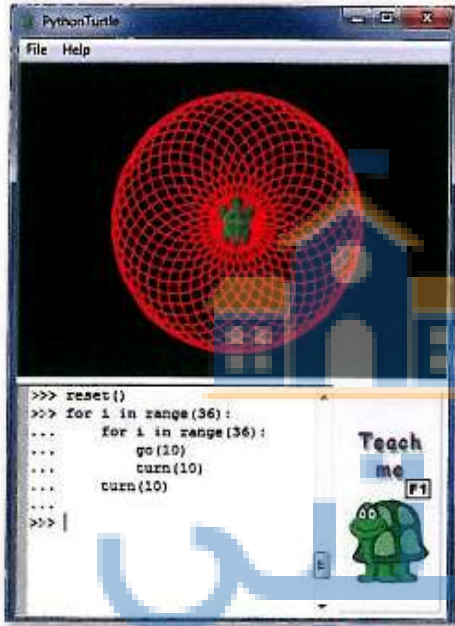 PythonTurtle
File Help
>>> reset()
>>> for i in range(36):
... for i in range(36):
... go(10)
... turn(10)
... turn(10)
...
>>>
Teach
me
F1